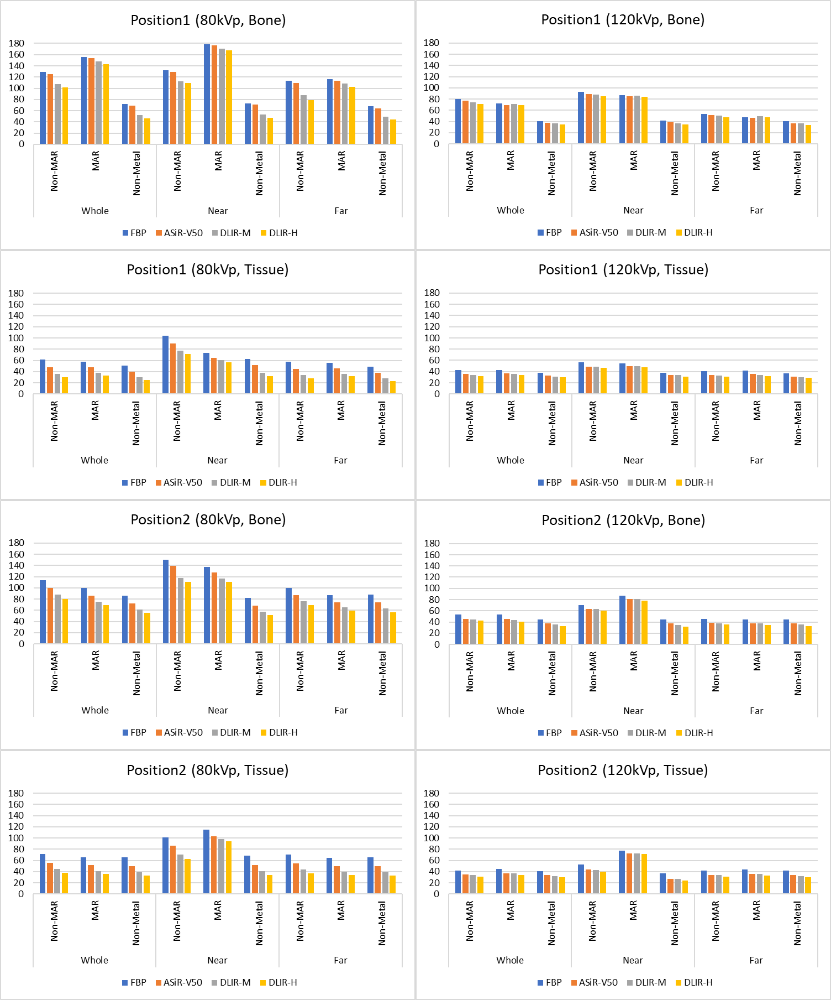 Position1 (80kVp, Bone)
180
160
140
120
100
80
60
40
20
0
Non-MAR
MAR
Non-Metal
Non-MAR
MAR
Non-Metal
Non-MAR
MAR
Non-Metal
Whole Near Far
FBP ASiR-V50 DLIR-M DLIR-H
Position1 (120kVp, Bone)
180
160
140
120
100
80
60
40
20
0
Non-MAR
MAR
Non-Metal
Non-MAR
MAR
Non-Metal
Non-MAR
MAR
Non-Metal
Whole Near Far
FBP ASiR-V50 DLIR-M DLIR-H
Position1 (80kVp, Tissue)
180
160
140
120
100
80
60
40
20
0
Non-MAR
MAR
Non-Metal
Non-MAR
MAR
Non-Metal
Non-MAR
MAR
Non-Metal
Whole Near Far
FBP ASiR-V50 DLIR-M DLIR-H
Position1 (120kVp, Tissue)
180
160
140
120
100
80
60
40
20
0
Non-MAR
MAR
Non-Metal
Non-MAR
MAR
Non-Metal
Non-MAR
MAR
Non-Metal
Whole Near Far
FBP ASiR-V50 DLIR-M DLIR-H
Position2 (80kVp, Bone)
180
160
140
120
100
80
60
40
20
0
Non-MAR
MAR
Non-Metal
Non-MAR
MAR
Non-Metal
Non-MAR
MAR
Non-Metal
Whole Near Far
FBP ASiR-V50 DLIR-M DLIR-H
Position2 (120kVp, Bone)
180
160
140
120
100
80
60
40
20
0
Non-MAR
MAR
Non-Metal
Non-MAR
MAR
Non-Metal
Non-MAR
MAR
Non-Metal
Whole Near Far
FBP ASiR-V50 DLIR-M DLIR-H
Position2 (80kVp, Tissue)
180
160
140
120
100
80
60
40
20
0
Non-MAR
MAR
Non-Metal
Non-MAR
MAR
Non-Metal
Non-MAR
MAR
Non-Metal
Whole Near Far
FBP ASiR-V50 DLIR-M DLIR-H
Position2 (120kVp, Tissue)
180
160
140
120
100
80
60
40
20
0
Non-MAR
MAR
Non-Metal
Non-MAR
MAR
Non-Metal
Non-MAR
MAR
Non-Metal
Whole Near Far
FBP ASiR-V50 DLIR-M DLIR-H